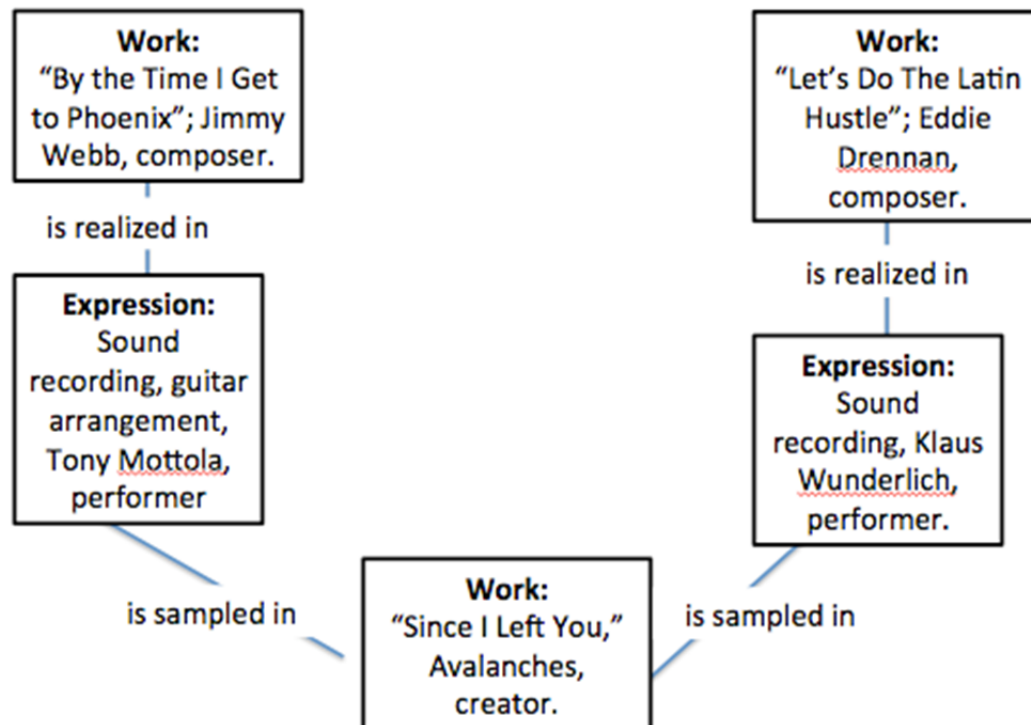 Work:
“By the Time I Get
to Phoenix”; Jimmy
Webb, composer.
is realized in
Expression:
Sound
recording, guitar
arrangement,
Tony Mottola,
performer
is sampled in
Work:
“Let’s Do The Latin
Hustle”; Eddie
Drennan,
composer.
is realized in
Expression:
Sound
recording, Klaus
Wunderlich,
performer.
is sampled in
Work:
“Since I Left You,”
Avalanches,
creator.